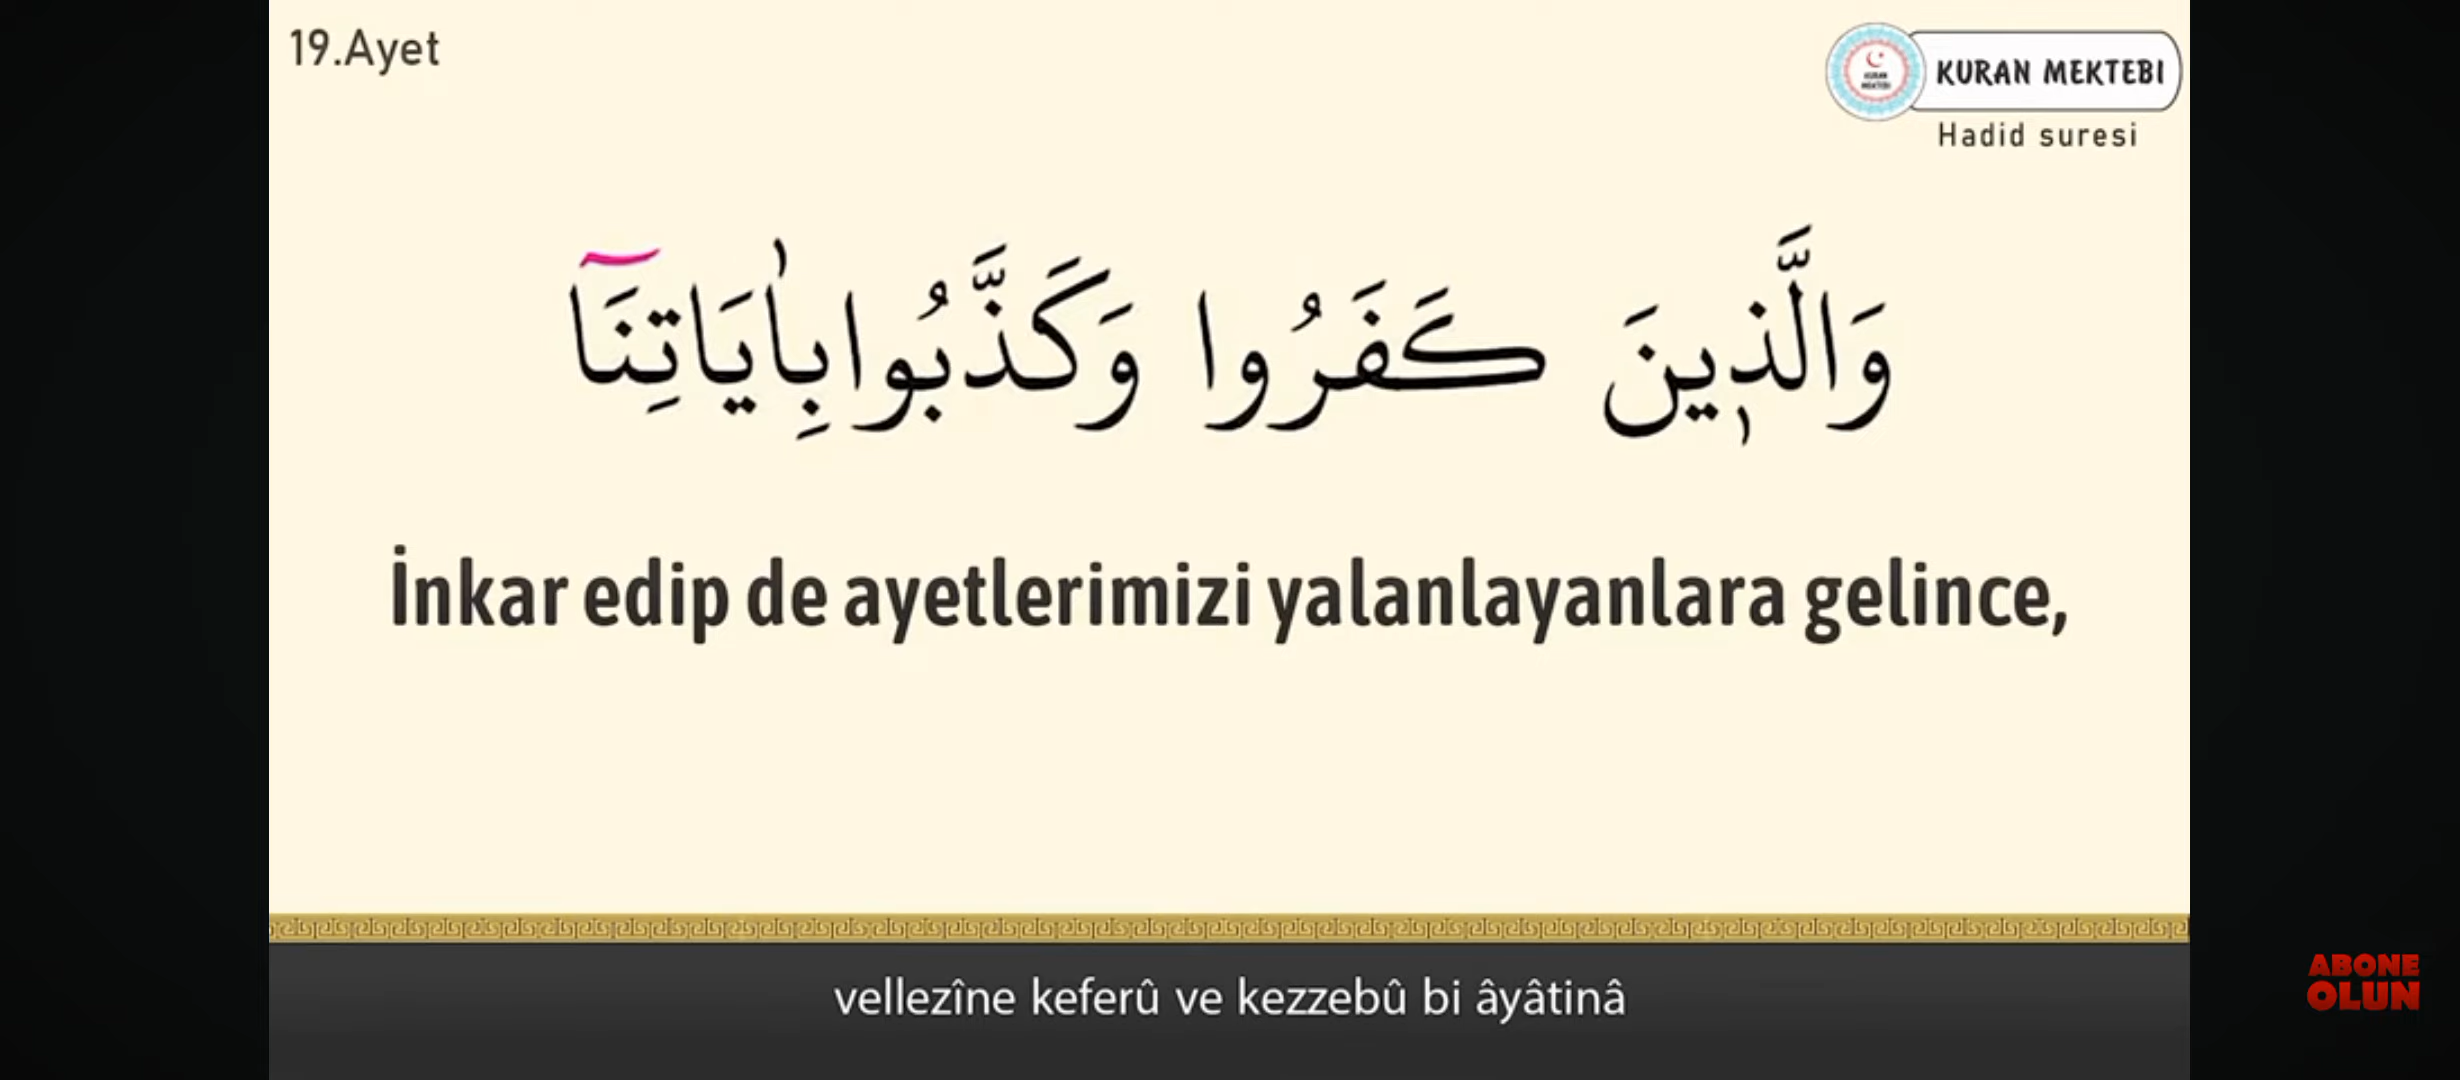 19.Ayet
KURAN MEKTEBI
Hadid suresi
وَالَّذ۪ينَ كَفَرُوا وَكَذَّبُوا بِاٰيَاتِنَٓا
İnkar edip de ayetlerimizi yalanlayanlara gelince,
vellezîne keferû ve kezzebû bi âyâtinâ
ABONE
OLUN